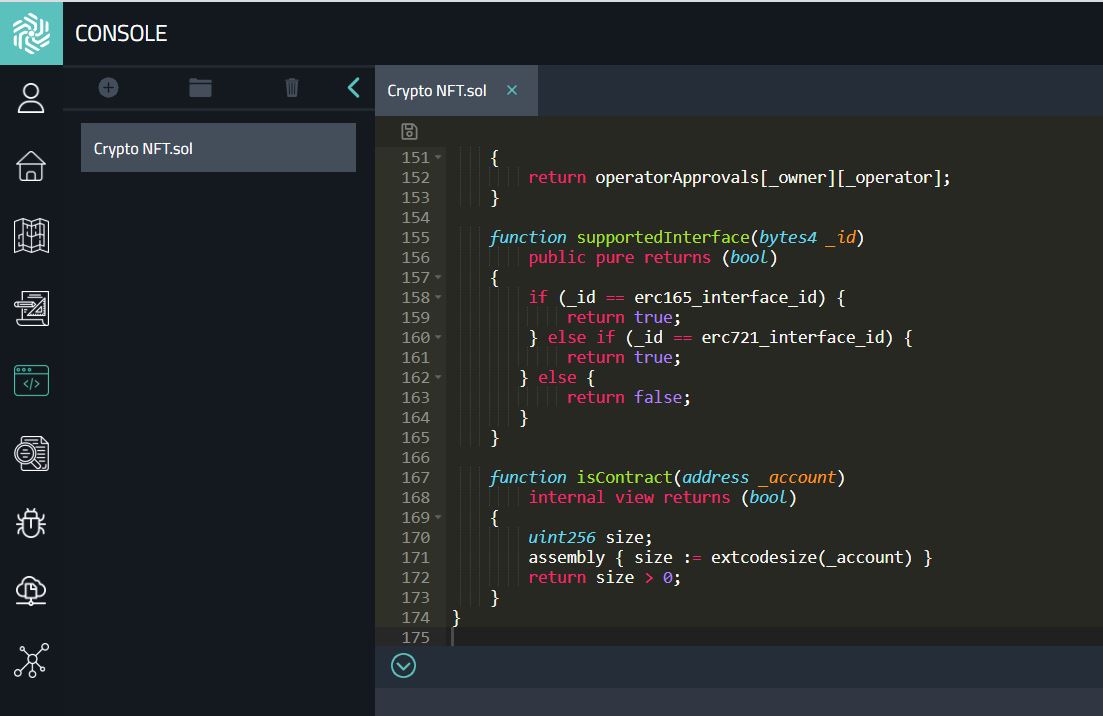 CONSOLE
Crypto NFT.sol
Crypto NFT.sol ×
151 {
152 return operatorApprovals[_owner][_operator];
153 }
154
155 function supportedInterface(bytes4 _id)
156 public pure returns (bool)
157 {
158 if (_id == erc165_interface_id) {
159 return true;
160 } else if (_id == erc721_interface_id) {
161 return true;
162 } else {
163 return false;
164 }
165 }
166
167 function isContract(address _account)
168 internal view returns (bool)
169 {
170 uint256 size;
171 assembly { size := extcodesize(_account) }
172 return size > 0;
173 }
174 }
175